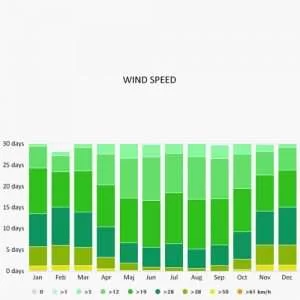 WIND SPEED
30 days
25 days
20 days
15 days
10 days
5 days
0 days
Jan Feb Mar Apr May Jun Jul Aug Sep Oct Nov Dec
0 >1 >5 >12 >19 >28 >38 >50 >61 km/h